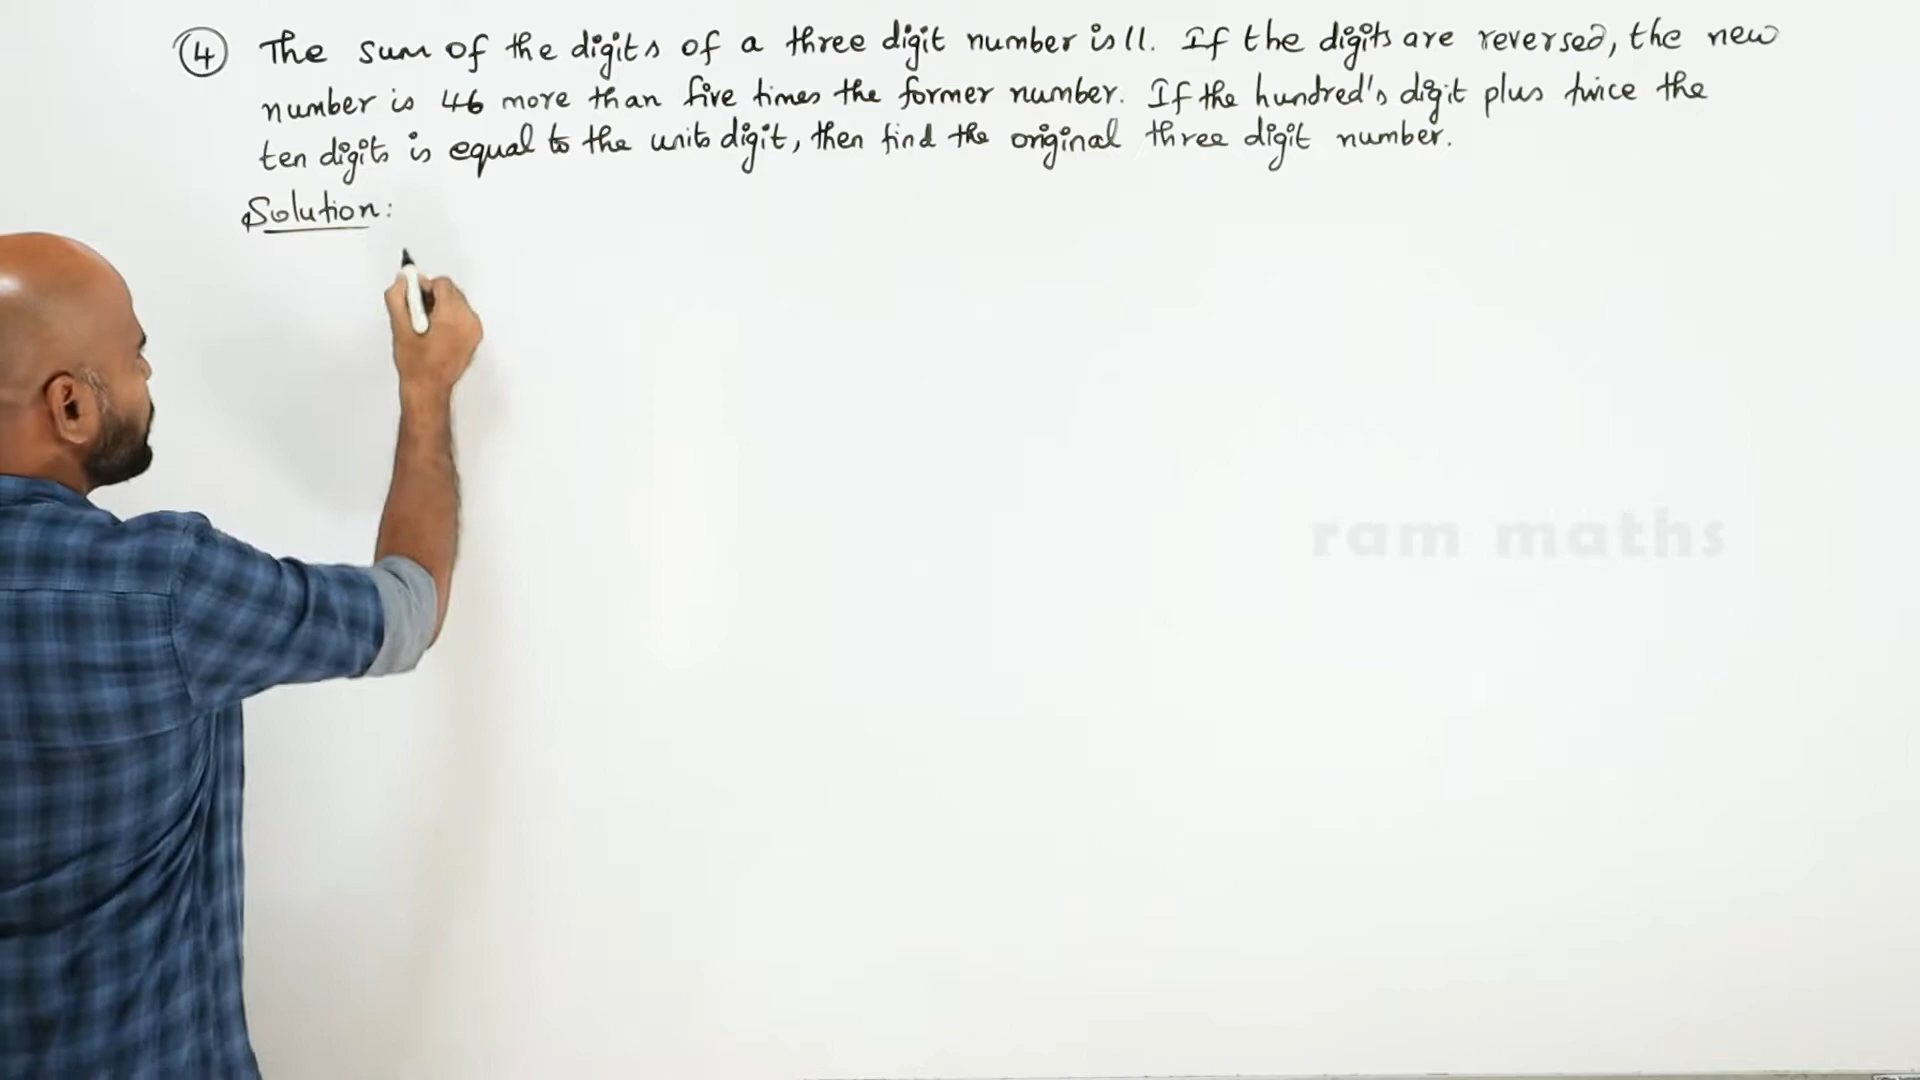 4 The sum of the digits of a three digit number is 11. If the digits are reversed, the new
number is 46 more than five times the former number. If the hundred's digit plus twice the
ten digits is equal to the units digit, then find the original three digit number.
Solution:
ram maths